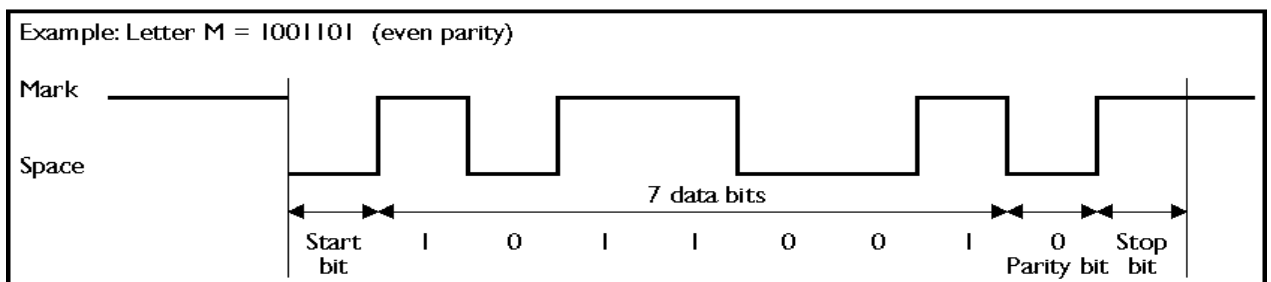 Example: Letter M = 1001101 (even parity)
Mark
Space
7 data bits
Start bit 1 0 1 1 0 0 1 0 Parity bit Stop bit